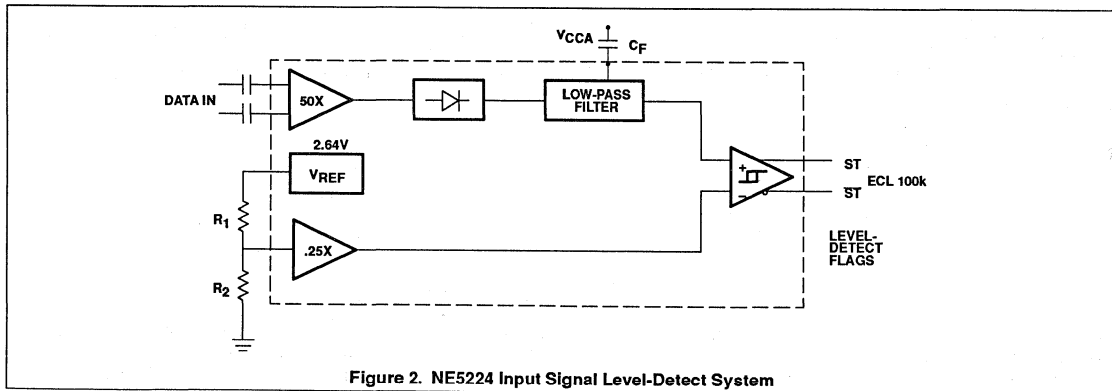 VCCA
CF
DATA IN
50X
LOW-PASS
FILTER
2.64V
VREF
+
−
ST
ECL 100k
S̅T̅
R1
.25X
LEVEL-
DETECT
FLAGS
R2
Figure 2. NE5224 Input Signal Level-Detect System